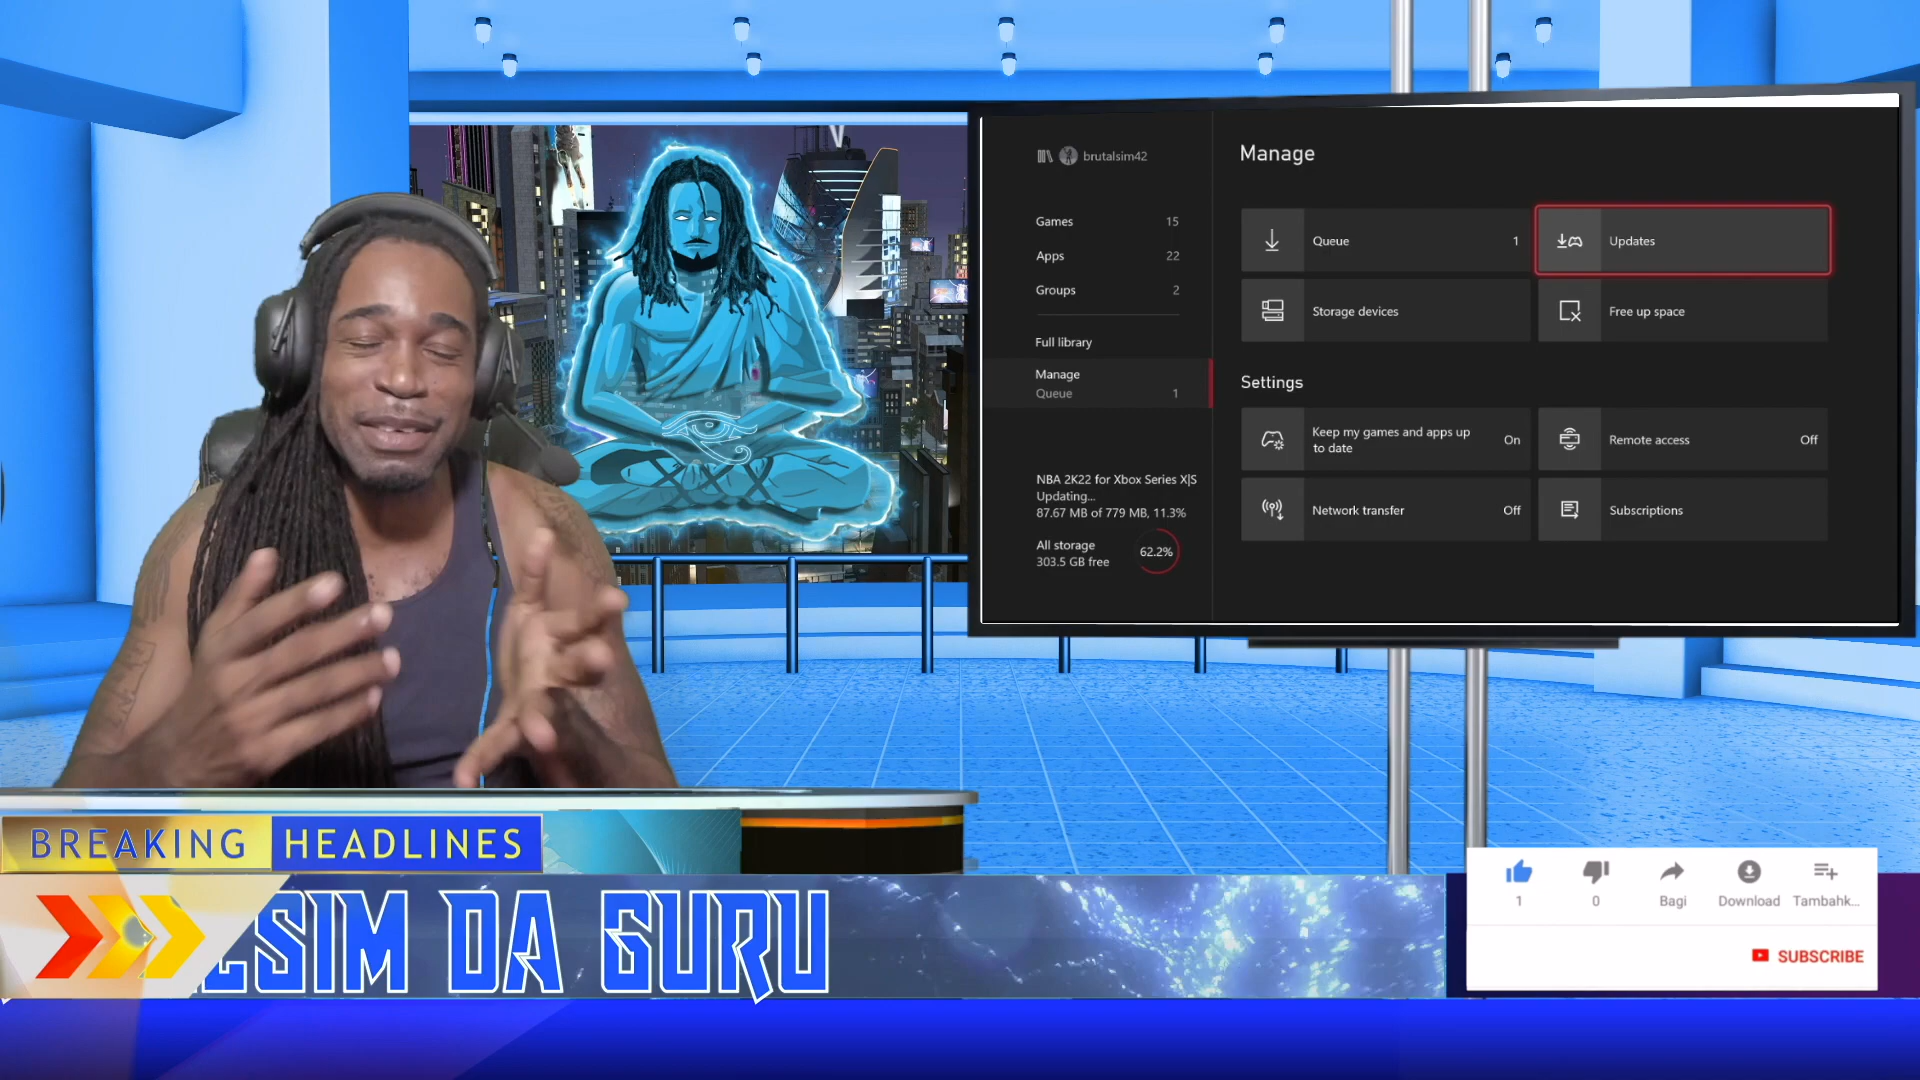 brutalsim42
Games 15
Apps 22
Groups 2
Full library
Manage
Queue 1
NBA 2K22 for Xbox Series X|S
Updating...
87.67 MB of 779 MB, 11.3%
All storage
303.5 GB free
62.2%
Manage
Queue 1
Updates
Storage devices
Free up space
Settings
Keep my games and apps up
to date
On
Remote access Off
Network transfer Off
Subscriptions
BREAKING HEADLINES
LSIM DA GURU
1
0
Bagi
Download
Tambahk...
SUBSCRIBE